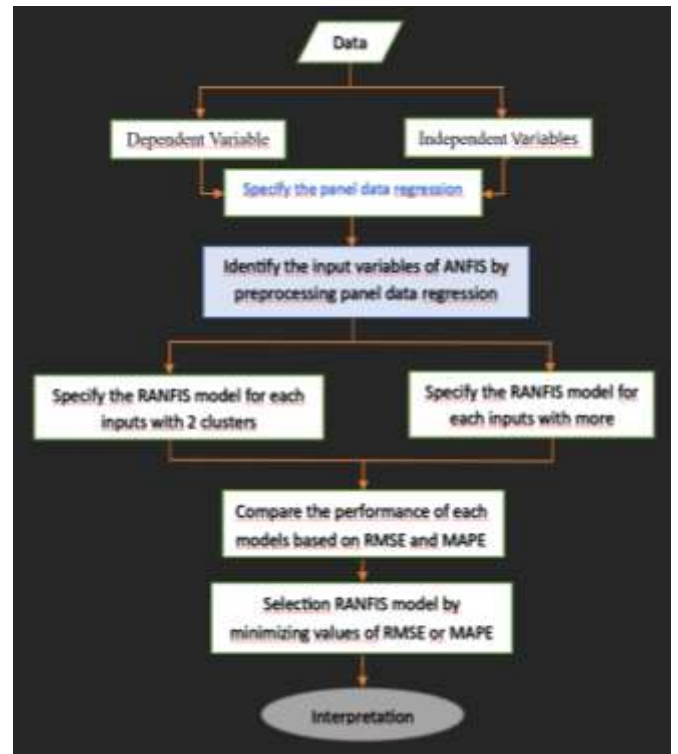 Data
Dependent Variable
Independent Variables
Specify the panel data regression
Identify the input variables of ANFIS by
preprocessing panel data regression
Specify the RANFIS model for each
inputs with 2 clusters
Specify the RANFIS model for
each inputs with more
Compare the performance of each
models based on RMSE and MAPE
Selection RANFIS model by
minimizing values of RMSE or MAPE
Interpretation